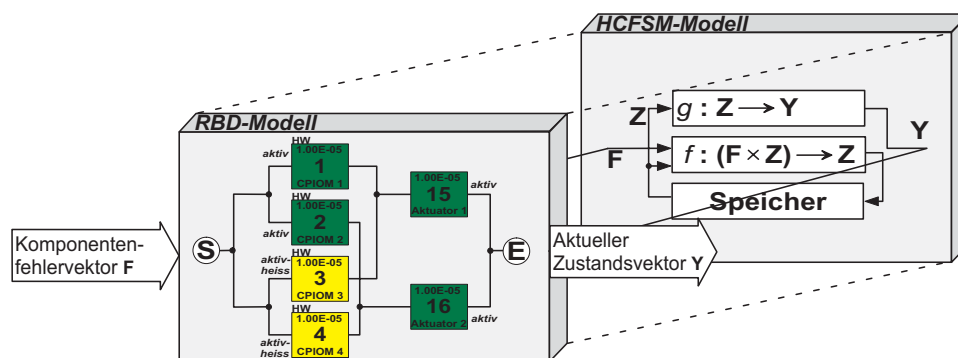 HCFSM-Modell
g : Z → Y
Z
Y
F
f : (F × Z) → Z
Speicher
RBD-Modell
HW
aktiv
1.00E-05
1
CPIOM 1
HW
1.00E-05
2
CPIOM 2
aktiv
HW
aktiv-
heiss
1.00E-05
3
CPIOM 3
HW
1.00E-05
4
CPIOM 4
aktiv-
heiss
1.00E-05
15
Aktuator 1
aktiv
1.00E-05
16
Aktuator 2
aktiv
S
E
Komponenten-
fehlervektor F
Aktueller
Zustandsvektor Y